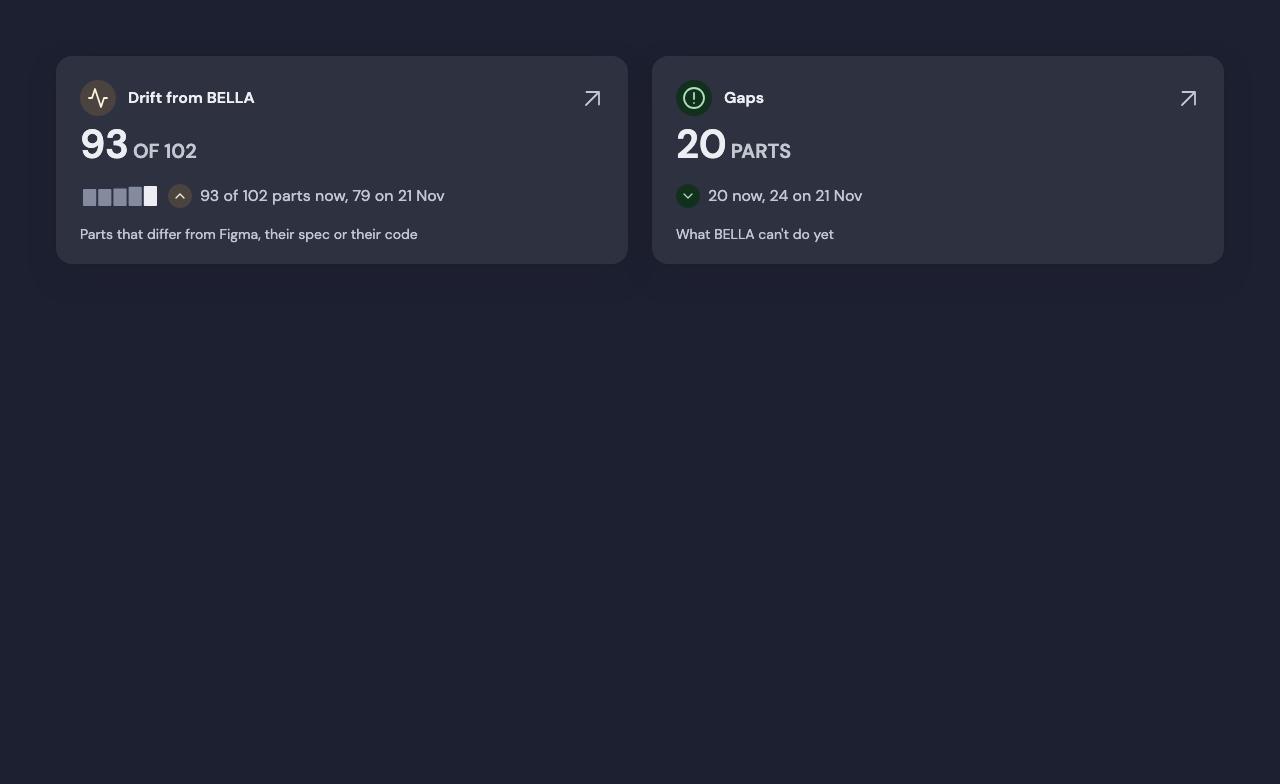 Drift from BELLA
93 OF 102
93 of 102 parts now, 79 on 21 Nov
Parts that differ from Figma, their spec or their code
Gaps
20 PARTS
20 now, 24 on 21 Nov
What BELLA can't do yet